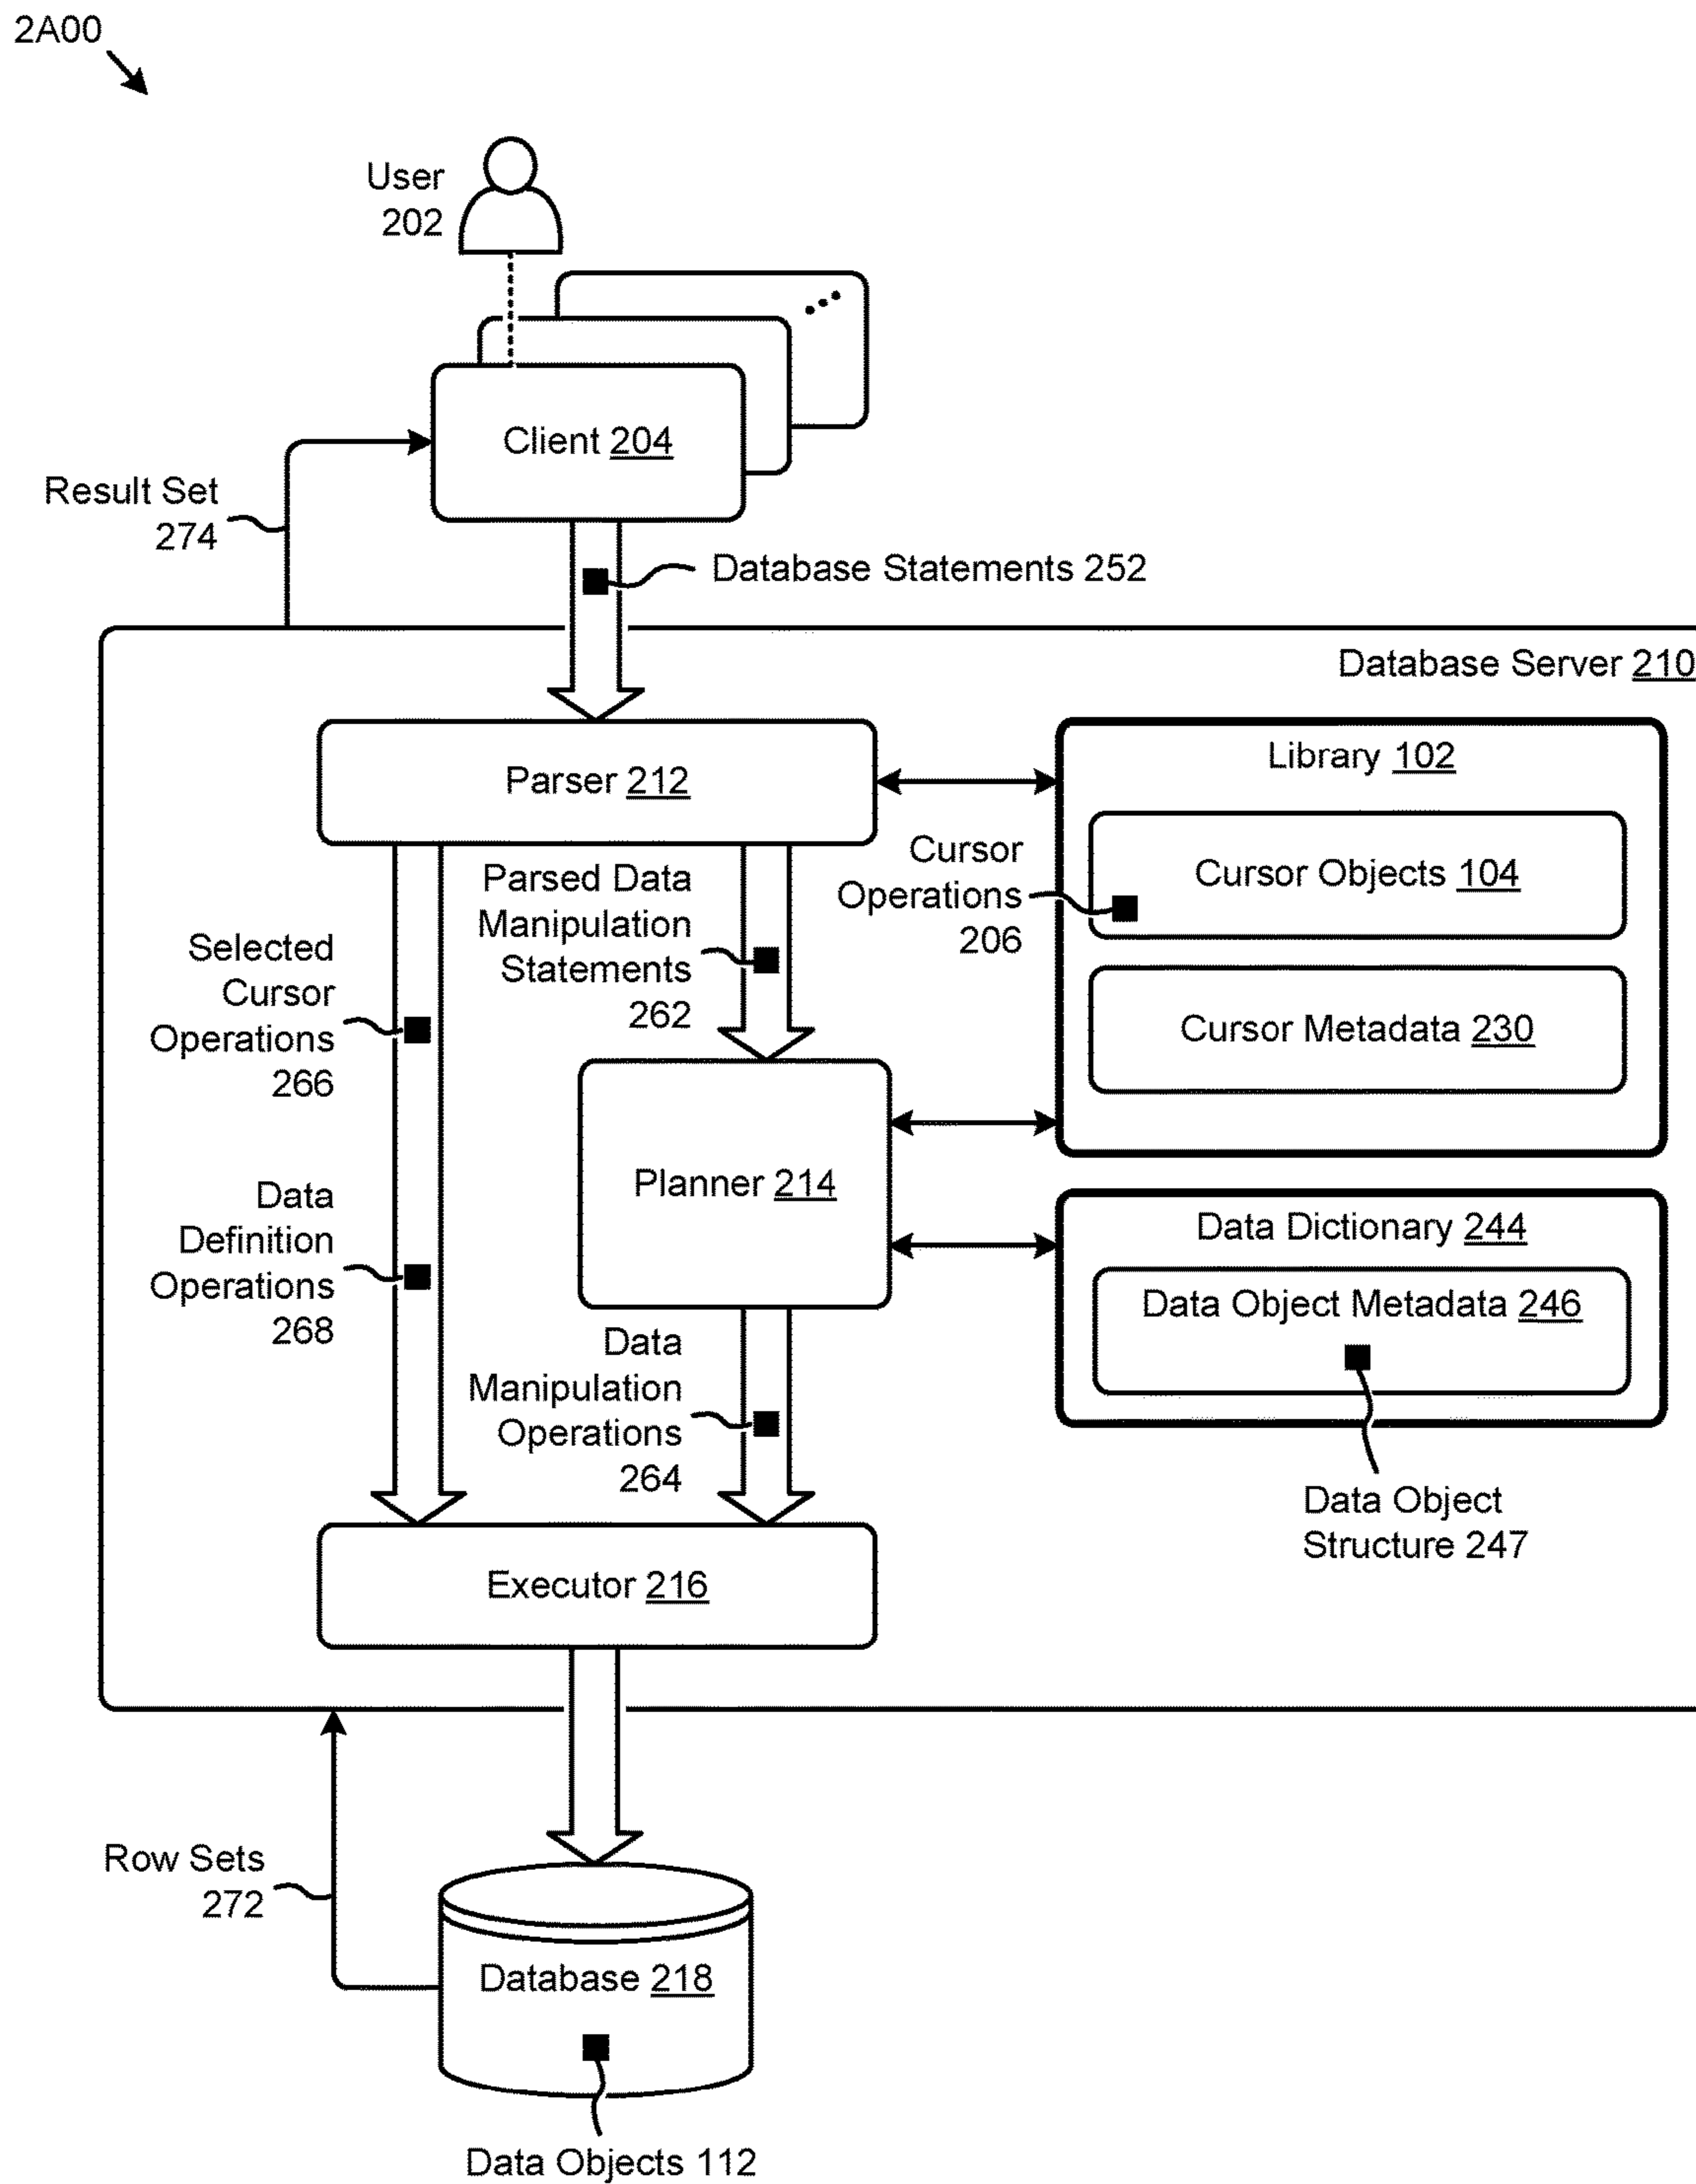 2A00
User
202
Client 204
Result Set
274
Database Statements 252
Database Server 210
Parser 212
Library 102
Cursor Objects 104
Cursor
Operations
206
Cursor Metadata 230
Parsed Data
Manipulation
Statements
262
Selected
Cursor
Operations
266
Planner 214
Data
Definition
Operations
268
Data Dictionary 244
Data Object Metadata 246
Data
Manipulation
Operations
264
Data Object
Structure 247
Executor 216
Row Sets
272
Database 218
Data Objects 112